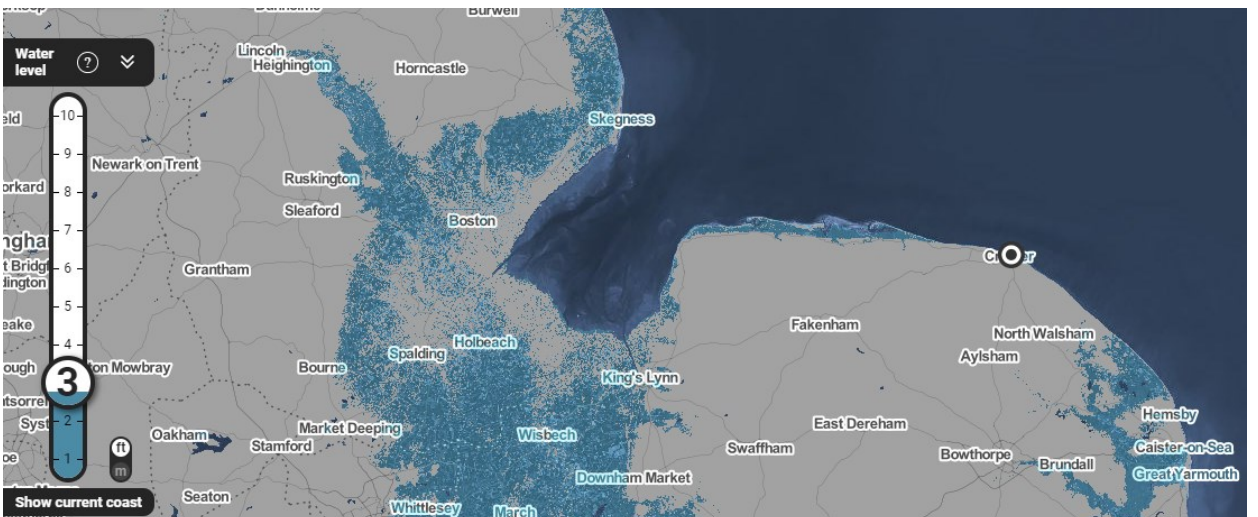 Burwell
Water
level
?
Lincoln
Heighington
Horncastle
Skegness
10
9
8
7
6
5
4
3
2
1
Newark on Trent
Ruskington
Sleaford
Boston
Grantham
Fakenham
North Walsham
Aylsham
Holbeach
Spalding
Bourne
King's Lynn
ton Mowbray
Hemsby
East Dereham
Market Deeping
Wisbech
Oakham
Stamford
Swaffham
Bowthorpe
Caister-on-Sea
Brundall
Great Yarmouth
ft
m
Downham Market
Seaton
Whittlesey
March
Show current coast